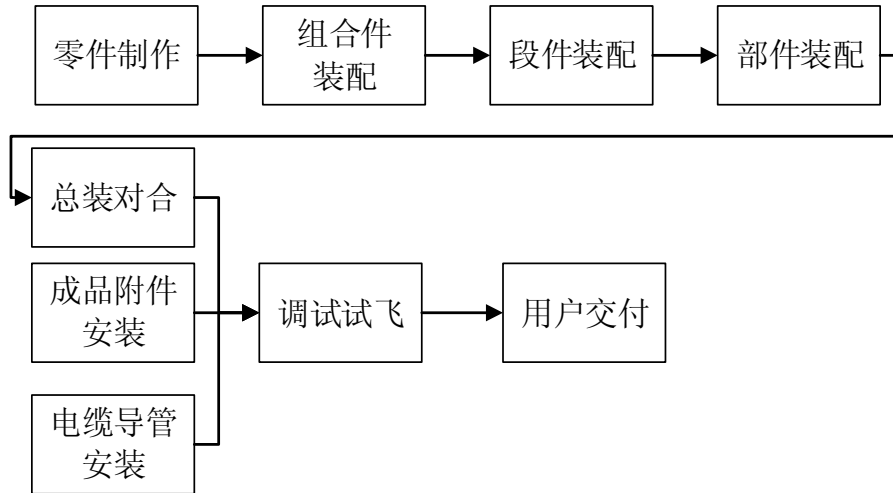 零件制作
组合件
装配
段件装配
部件装配
总装对合
成品附件
安装
调试试飞
用户交付
电缆导管
安装